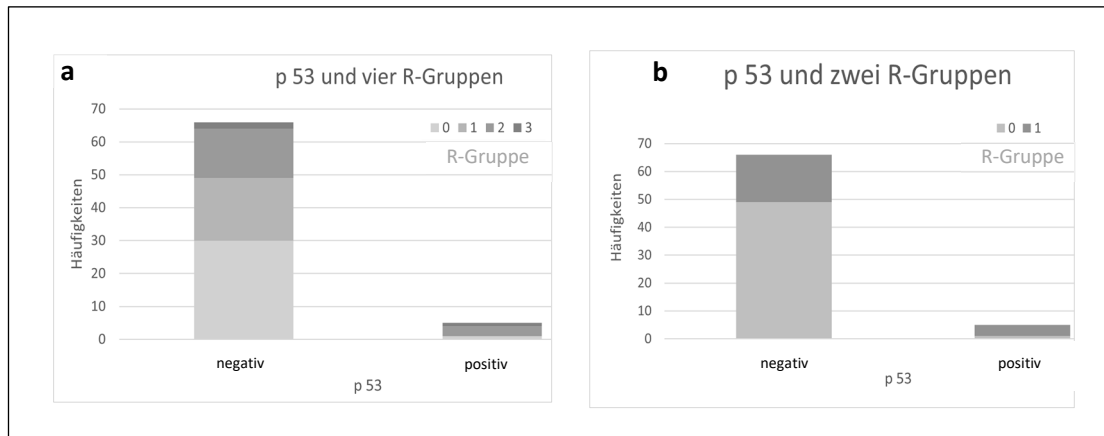 a
p 53 und vier R-Gruppen
70
60
50
40
30
20
10
0
Häufigkeiten
0 1 2 3
R-Gruppe
negativ positiv
p 53
b
p 53 und zwei R-Gruppen
70
60
50
40
30
20
10
0
Häufigkeiten
0 1
R-Gruppe
negativ positiv
p 53